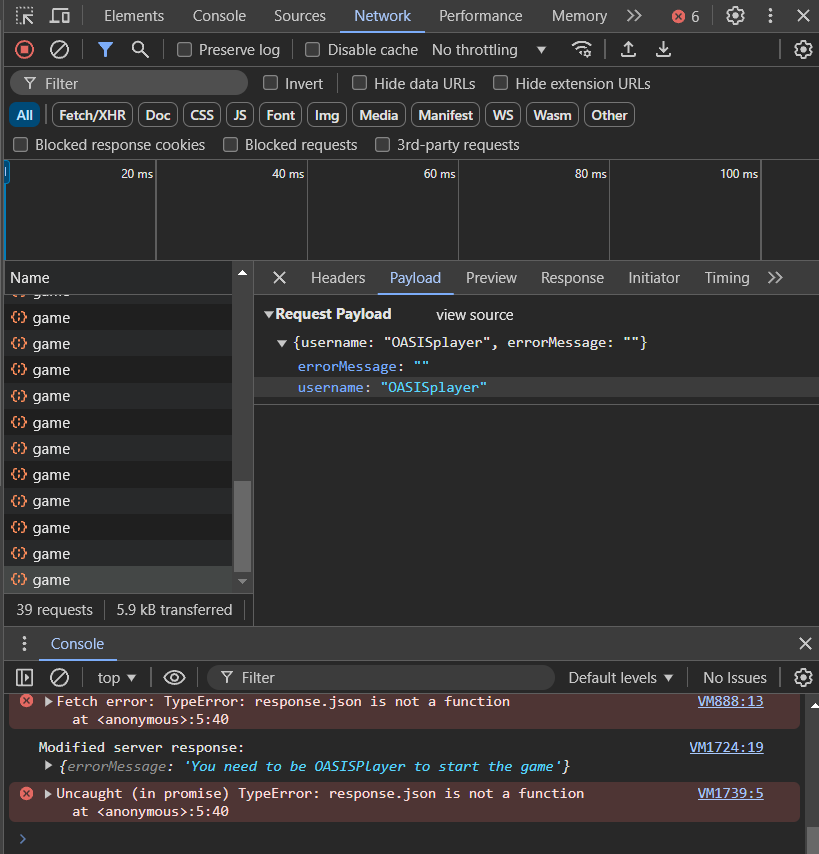 Elements Console Sources Network Performance Memory 6
Preserve log Disable cache No throttling
Filter Invert Hide data URLs Hide extension URLs
All Fetch/XHR Doc CSS JS Font Img Media Manifest WS Wasm Other
Blocked response cookies Blocked requests 3rd-party requests
20 ms 40 ms 60 ms 80 ms 100 ms
Name
game
game
game
game
game
game
game
game
game
game
game
game
39 requests 5.9 kB transferred
Headers Payload Preview Response Initiator Timing
Request Payload view source
{username: "OASISplayer", errorMessage: ""}
errorMessage: ""
username: "OASISplayer"
Console
top Filter Default levels No Issues
Fetch error: TypeError: response.json is not a function VM888:13
at <anonymous>:5:40
Modified server response: VM1724:19
{errorMessage: 'You need to be OASISPlayer to start the game'}
Uncaught (in promise) TypeError: response.json is not a function VM1739:5
at <anonymous>:5:40